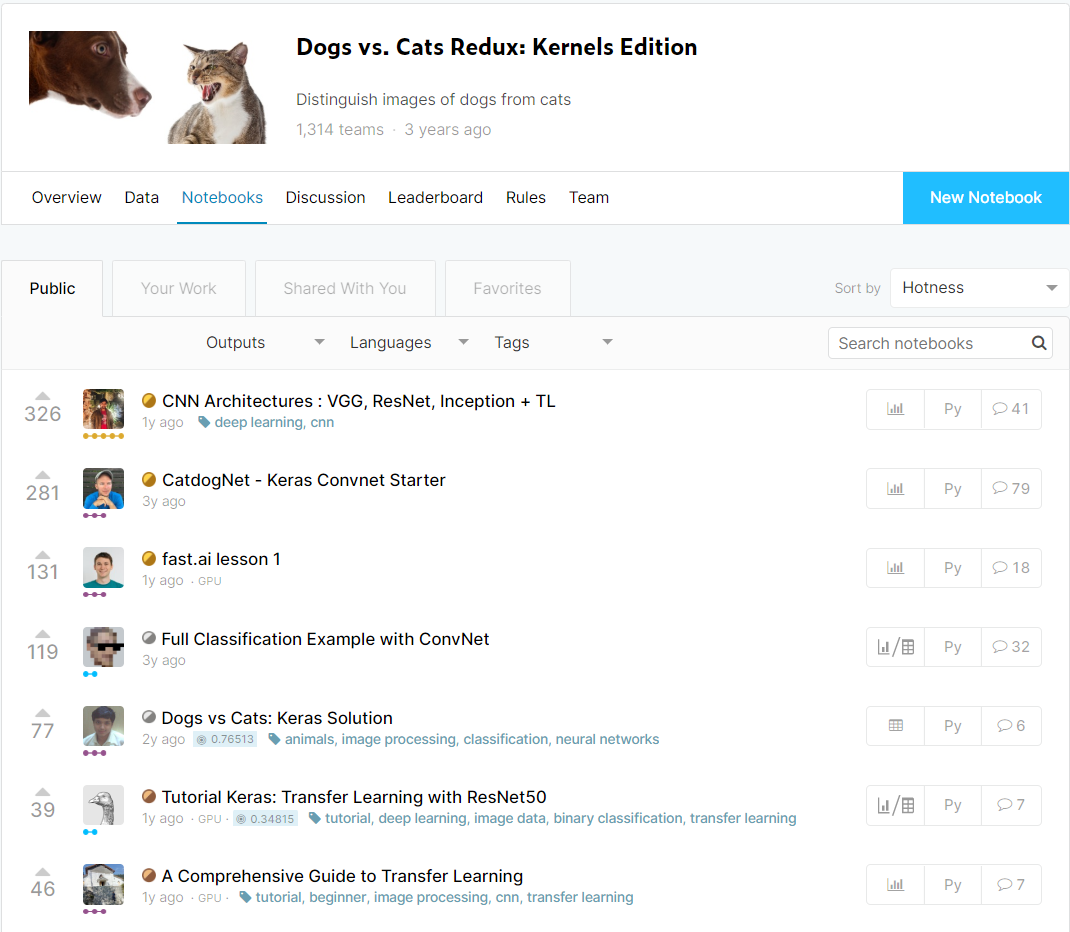 Dogs vs. Cats Redux: Kernels Edition
Distinguish images of dogs from cats
1,314 teams · 3 years ago
Overview Data Notebooks Discussion Leaderboard Rules Team New Notebook
Public Your Work Shared With You Favorites Sort by Hotness
Outputs Languages Tags Search notebooks
326 CNN Architectures : VGG, ResNet, Inception + TL Py 41
1y ago deep learning, cnn
281 CatdogNet - Keras Convnet Starter Py 79
3y ago
131 fast.ai lesson 1 Py 18
1y ago · GPU
119 Full Classification Example with ConvNet Py 32
3y ago
77 Dogs vs Cats: Keras Solution Py 6
2y ago 0.76513 animals, image processing, classification, neural networks
39 Tutorial Keras: Transfer Learning with ResNet50 Py 7
1y ago · GPU · 0.34815 tutorial, deep learning, image data, binary classification, transfer learning
46 A Comprehensive Guide to Transfer Learning Py 7
1y ago · GPU · tutorial, beginner, image processing, cnn, transfer learning